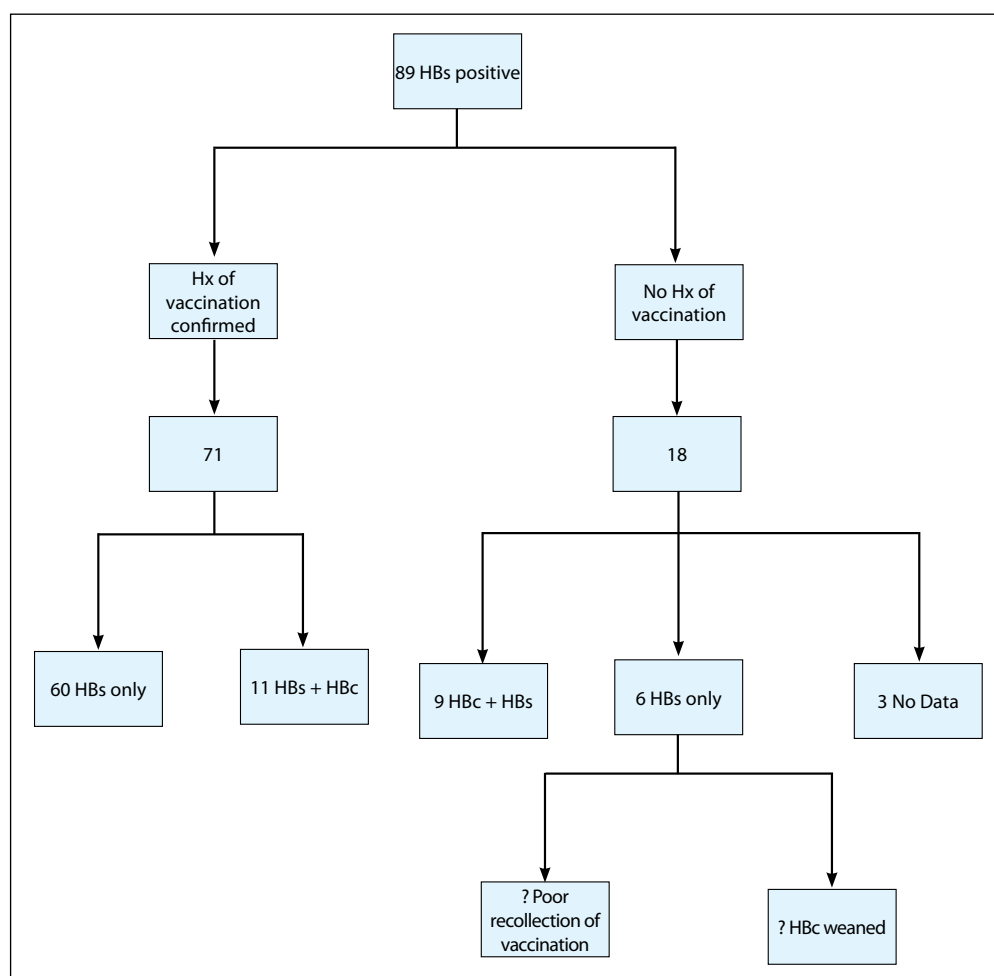 89 HBs positive
Hx of
vaccination
confirmed
No Hx of
vaccination
71
18
60 HBs only
11 HBs + HBc
9 HBc + HBs
6 HBs only
3 No Data
? Poor
recollection of
vaccination
? HBc weaned